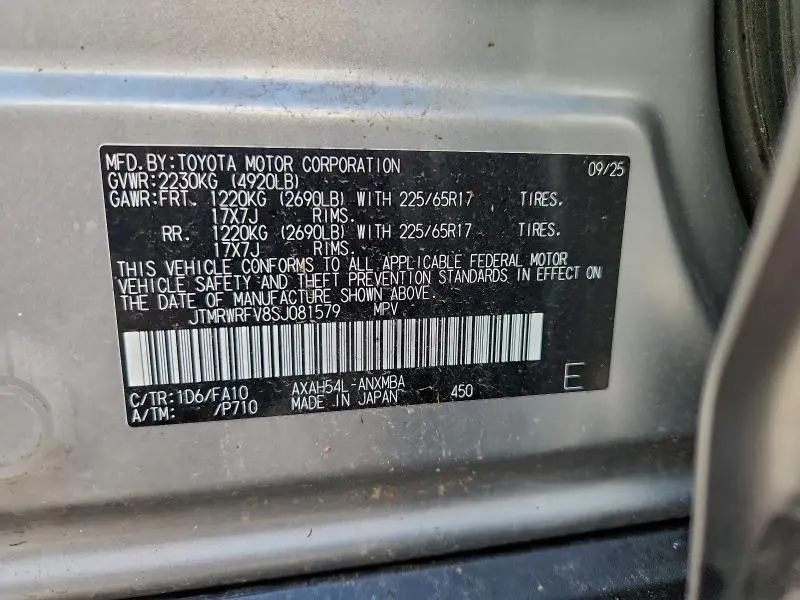 MFD. BY: TOYOTA MOTOR CORPORATION 09/25
GVWR: 2230KG (4920LB)
GAWR: FRT. 1220KG (2690LB) WITH 225/65R17 TIRES.
17X7J RIMS.
RR. 1220KG (2690LB) WITH 225/65R17 TIRES.
17X7J RIMS.
THIS VEHICLE CONFORMS TO ALL APPLICABLE FEDERAL MOTOR
VEHICLE SAFETY AND THEFT PREVENTION STANDARDS IN EFFECT ON
THE DATE OF MANUFACTURE SHOWN ABOVE.
JTMRWRFV8SJ081579 MPV
C/TR: 1D6/FA10 AXAH54L-ANXMBA 450 E
A/TM: /P710 MADE IN JAPAN